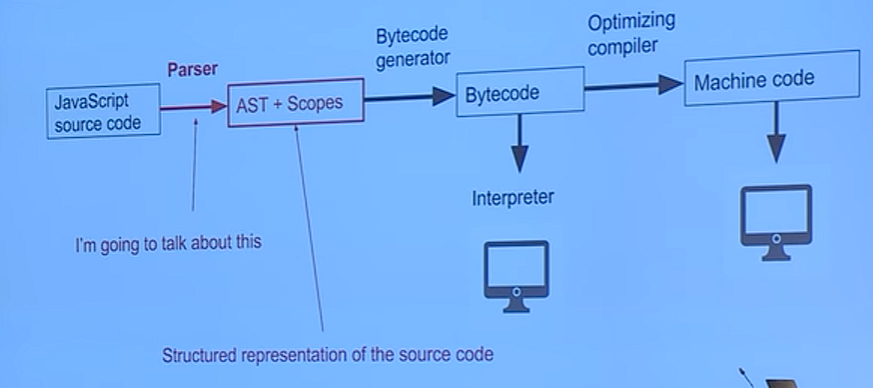 Parser
JavaScript
source code
AST + Scopes
Bytecode
generator
Bytecode
Optimizing
compiler
Machine code
Interpreter
I'm going to talk about this
Structured representation of the source code